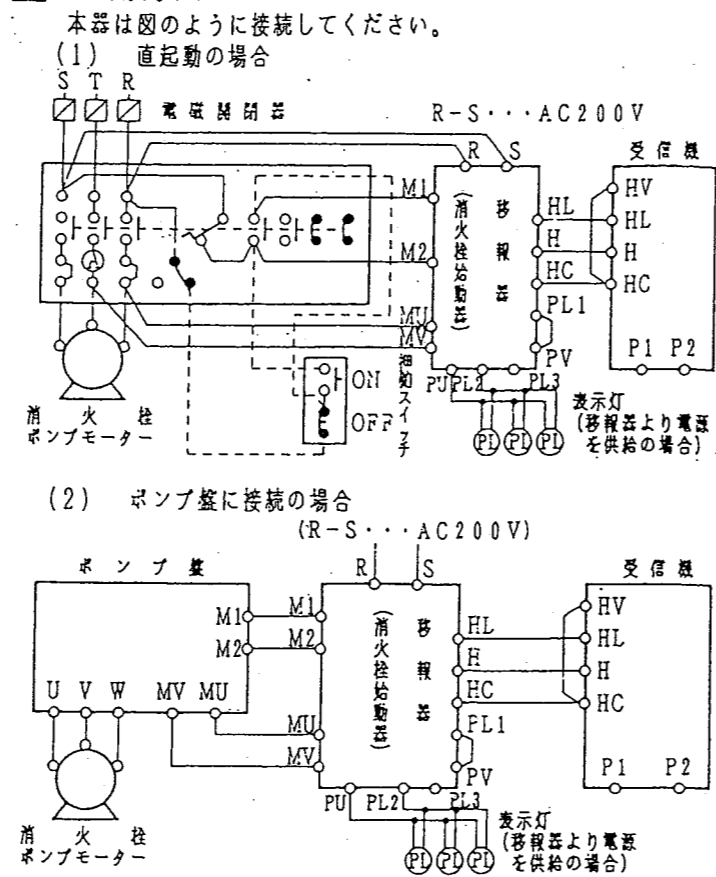 本器は図のように接続してください。
(1) 直起動の場合
S T R
電磁開閉器
R-S・・・AC200V
受信機
R S
M1
M2
MU
MV
移報器
(消火栓始動器)
HL
H
HC
PL1
PV
HV
HL
H
HC
P1 P2
PU PL2 PL3
PL PL PL
ON
OFF
スイッチ
消火栓
ポンプモーター
表示灯
(移報器より電源
を供給の場合)
(2) ポンプ盤に接続の場合
(R-S・・・AC200V)
ポンプ盤
R S
受信機
M1
M2
U V W MV MU
M1
M2
MU
MV
移報器
(消火栓始動器)
HL
H
HC
PL1
PV
HV
HL
H
HC
P1 P2
PU PL2 PL3
PL PL PL
消火栓
ポンプモーター
表示灯
(移報器より電源
を供給の場合)